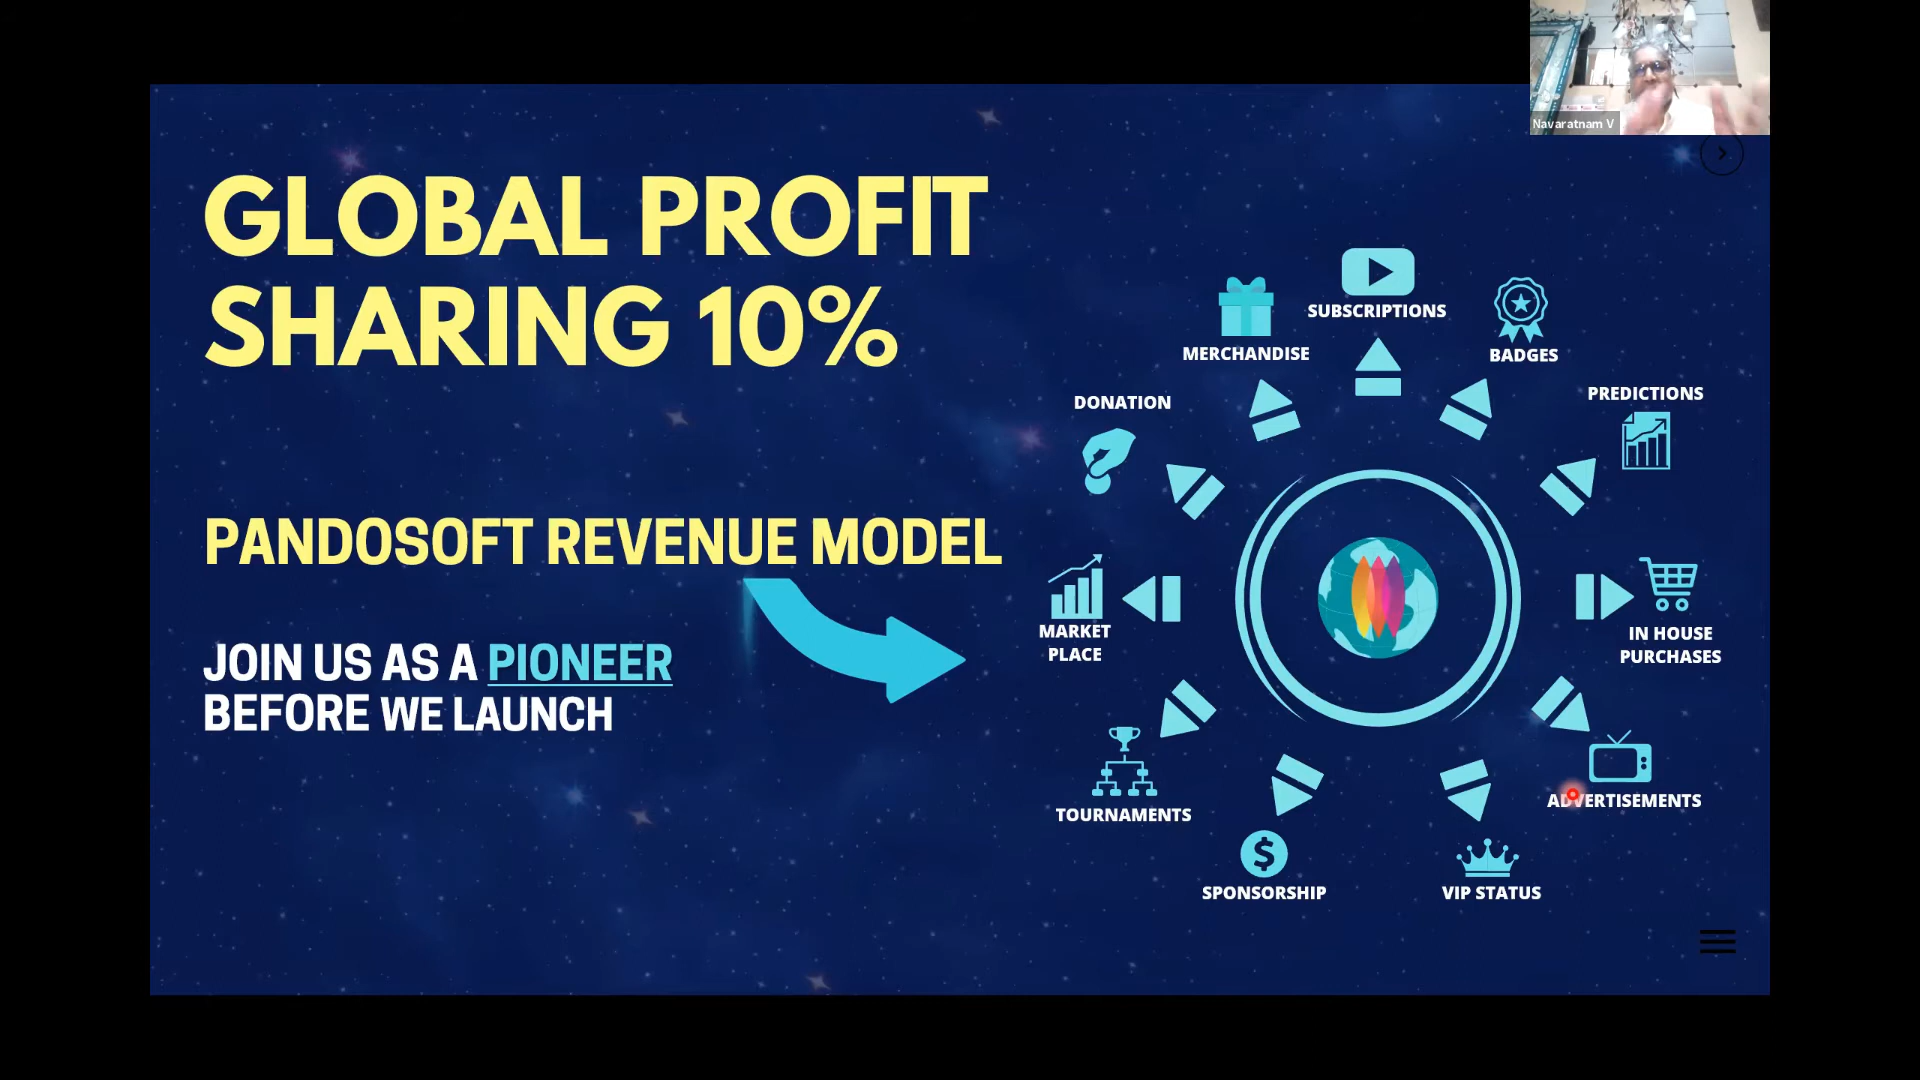 Navaratnam V
GLOBAL PROFIT
SHARING 10%
PANDOSOFT REVENUE MODEL
JOIN US AS A PIONEER
BEFORE WE LAUNCH
SUBSCRIPTIONS
MERCHANDISE
BADGES
DONATION
PREDICTIONS
MARKET
PLACE
IN HOUSE
PURCHASES
TOURNAMENTS
ADVERTISEMENTS
SPONSORSHIP
VIP STATUS